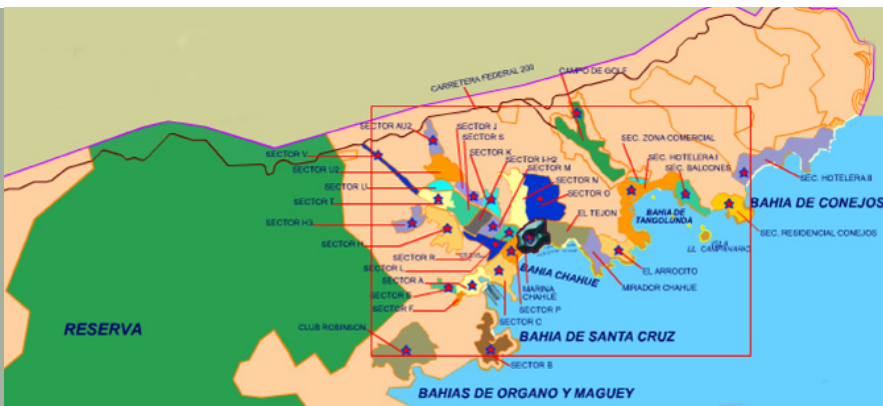 CARRETERA FEDERAL 200
CAMPO DE GOLF
SECTOR AU2
SECTOR J
SECTOR S
SECTOR K
SECTOR I-H2
SECTOR M
SECTOR N
SECTOR O
EL TEJON
SECTOR V
SECTOR U2
SECTOR U
SECTOR T
SECTOR H3
SECTOR H
SECTOR R
SECTOR L
SECTOR A
SECTOR E
SECTOR F
CLUB ROBINSON
SEC. ZONA COMERCIAL
SEC. HOTELERA I
SEC. BALCONES
SEC. HOTELERA II
BAHIA DE CONEJOS
BAHIA DE
TANGOLUNDA
SEC. RESIDENCIAL CONEJOS
EL ARROCITO
MIRADOR CHAHUE
BAHIA CHAHUE
MARINA
CHAHUE
SECTOR P
SECTOR C
BAHIA DE SANTA CRUZ
SECTOR B
RESERVA
BAHIAS DE ORGANO Y MAGUEY